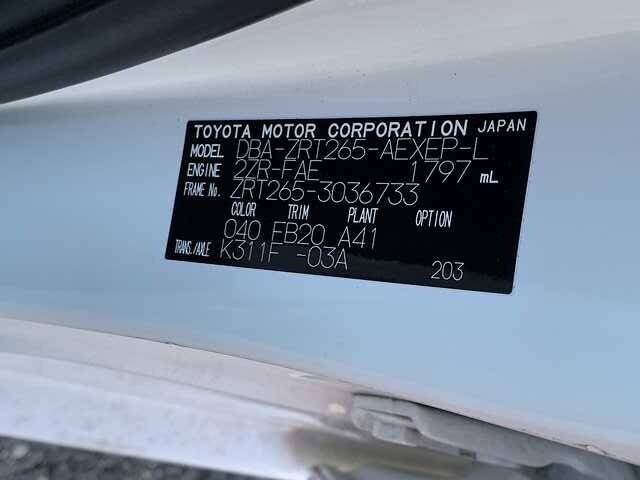 TOYOTA MOTOR CORPORATION JAPAN
MODEL DBA-ZRT265-AEXEP-L
ENGINE 2ZR-FAE 1797 mL
FRAME No. ZRT265-3036733
COLOR TRIM PLANT OPTION
040 FB20 A41
TRANS./AXLE K311F -03A
203